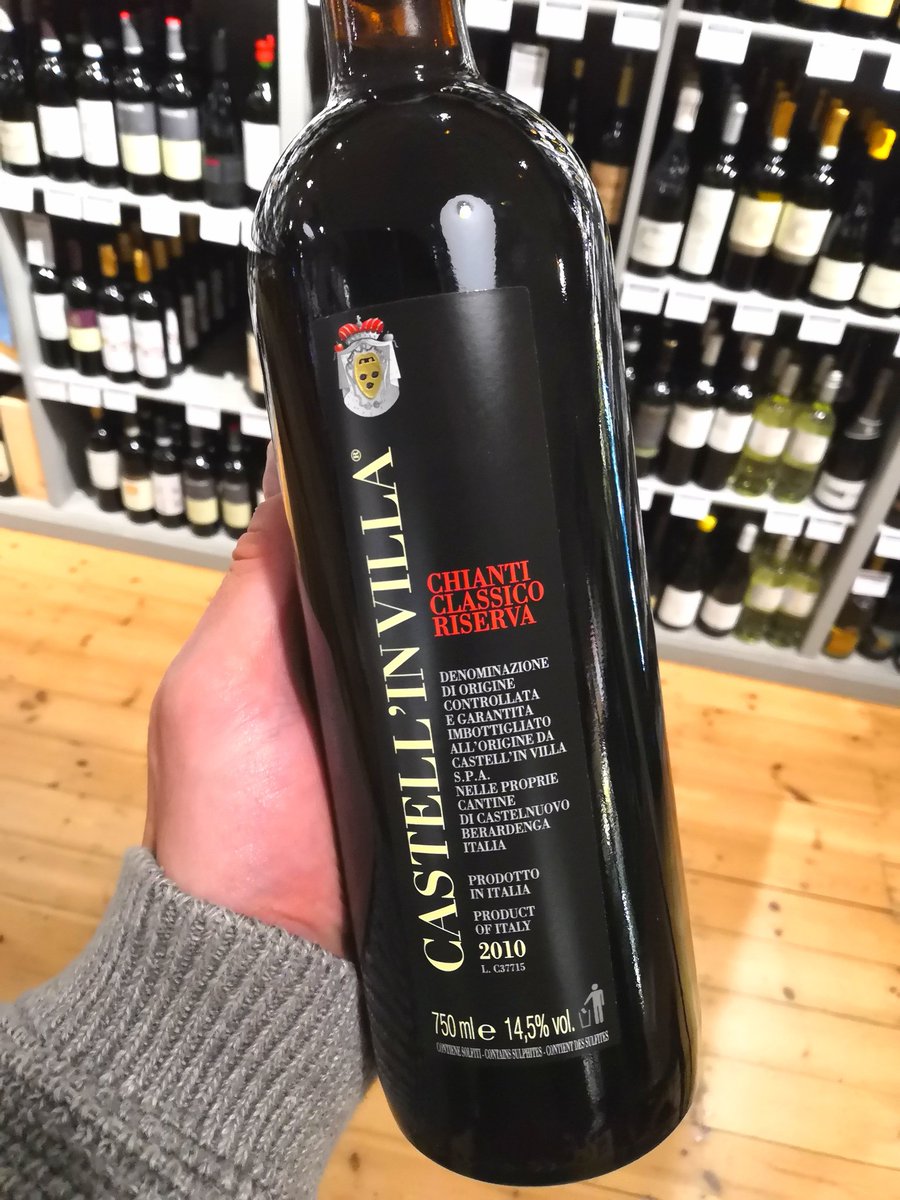 CASTELL'IN VILLA®
CHIANTI
CLASSICO
RISERVA
DENOMINAZIONE
DI ORIGINE
CONTROLLATA
E GARANTITA
IMBOTTIGLIATO
ALL'ORIGINE DA
CASTELL'IN VILLA
S.P.A.
NELLE PROPRIE
CANTINE
DI CASTELNUOVO
BERARDENGA
ITALIA
PRODOTTO
IN ITALIA
PRODUCT
OF ITALY
2010
L. C37715
750 ml e 14,5% vol.
CONTIENE SOLFITI - CONTAINS SULPHITES - CONTIENT DES SULFITES